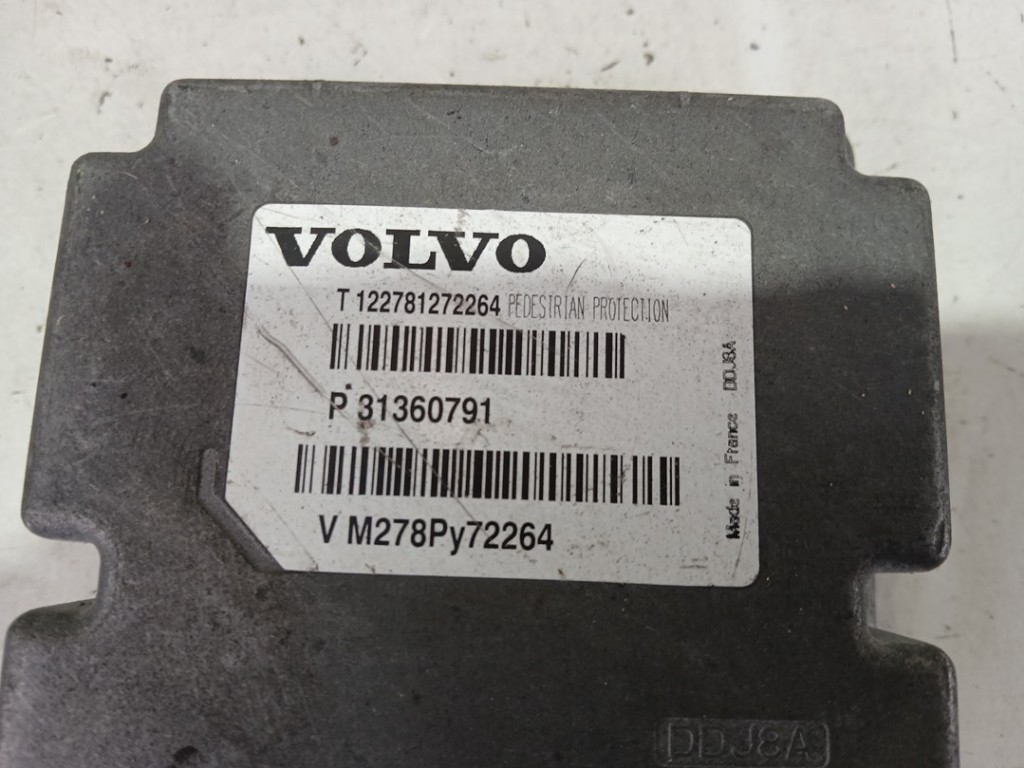 VOLVO
T 122781272264 PEDESTRIAN PROTECTION
P 31360791
V M278Py72264
Made in France DDJ8A
DDJ8A